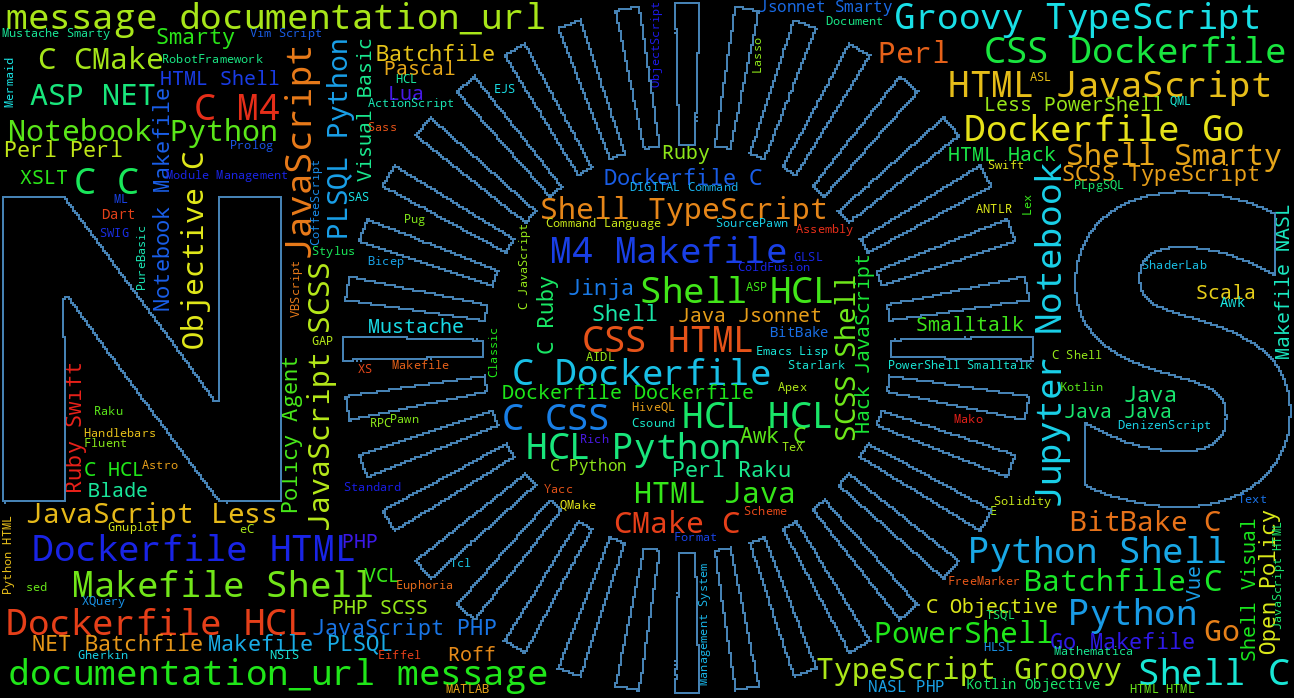 message documentation_url
Jsonnet Smarty
Document
Groovy TypeScript
Mustache Smarty
Smarty
Vim Script
ObjectScript
Lasso
C CMake
RobotFramework
Batchfile
Pascal
Perl
CSS Dockerfile
Mermaid
HTML Shell
HCL
Lua
EJS
HTML
ASL
JavaScript
ASP NET
C M4
ActionScript
Less PowerShell
QML
JavaScript
PLSQL Python
Visual Basic
Notebook Python
Sass
Dockerfile Go
Perl Perl
Prolog
Ruby
HTML Hack
Shell Smarty
Swift
SCSS TypeScript
XSLT
C C
Module Management
Notebook Makefile
Objective C
CoffeeScript
Dockerfile C
DIGITAL Command
PLpgSQL
ML
SAS
Dart
SWIG
PureBasic
Pug
Shell TypeScript
Command Language
SourcePawn
Assembly
ANTLR
Lex
Makefile NASL
Stylus
Bicep
C JavaScript
M4 Makefile
GLSL
ColdFusion
ShaderLab
VBScript
JavaScript SCSS
Jinja
Shell
ASP
HCL
Scala
Awk
Shell
Java Jsonnet
Mustache
C Ruby
Smalltalk
CSS HTML
BitBake
GAP
Classic
AIDL
Emacs Lisp
C Shell
XS
Makefile
Starlark
PowerShell Smalltalk
C Dockerfile
Dockerfile Dockerfile
Apex
Kotlin
Java
Java Java
DenizenScript
Ruby Swift
Raku
Handlebars
Fluent
Policy Agent
RPC
Pawn
C CSS
HiveQL
Csound
HCL HCL
SCSS Shell
Hack JavaScript
Mako
Jupyter Notebook
HCL Python
Rich
Awk C
TeX
C HCL
Astro
C Python
Perl Raku
Blade
Standard
Yacc
HTML Java
QMake
Scheme
Solidity
E
Text
JavaScript Less
Gnuplot
eC
CMake C
Format
BitBake C
Dockerfile HTML
PHP
Python Shell
Python HTML
Tcl
Makefile Shell
VCL
Euphoria
FreeMarker
Batchfile C
Vue
Shell Visual
Open Policy
JavaScript HTML
sed
XQuery
PHP SCSS
C Objective
TSQL
Python
Dockerfile HCL
JavaScript PHP
PowerShell
Go Makefile
Go
NET Batchfile
Makefile PLSQL
HLSL
Mathematica
Gherkin
NSIS
Eiffel
Roff
Management System
documentation_url message
MATLAB
TypeScript Groovy
NASL PHP
Kotlin Objective
Shell C
HTML HTML